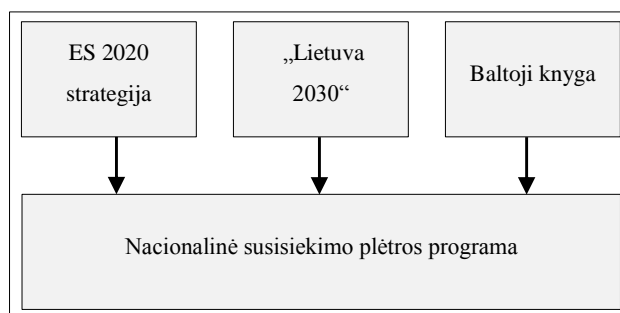 ES 2020
strategija
„Lietuva
2030“
Baltoji knyga
Nacionalinė susisiekimo plėtros programa